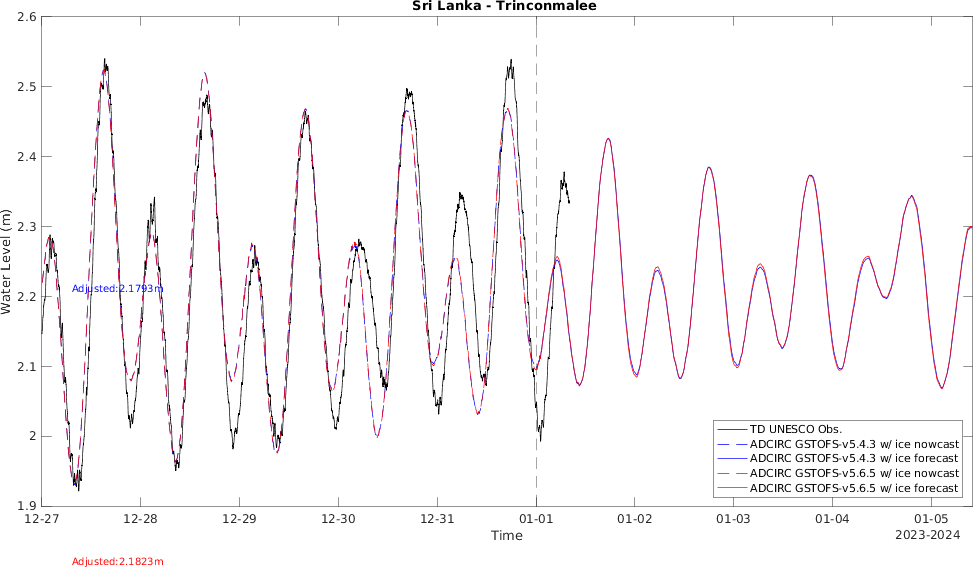 Sri Lanka - Trinconmalee
2.6
2.5
2.4
2.3
2.2
2.1
2
1.9
Water Level (m)
Adjusted:2.1793m
TD UNESCO Obs.
ADCIRC GSTOFS-v5.4.3 w/ ice nowcast
ADCIRC GSTOFS-v5.4.3 w/ ice forecast
ADCIRC GSTOFS-v5.6.5 w/ ice nowcast
ADCIRC GSTOFS-v5.6.5 w/ ice forecast
12-27 12-28 12-29 12-30 12-31 01-01 01-02 01-03 01-04 01-05
Time
2023-2024
Adjusted:2.1823m